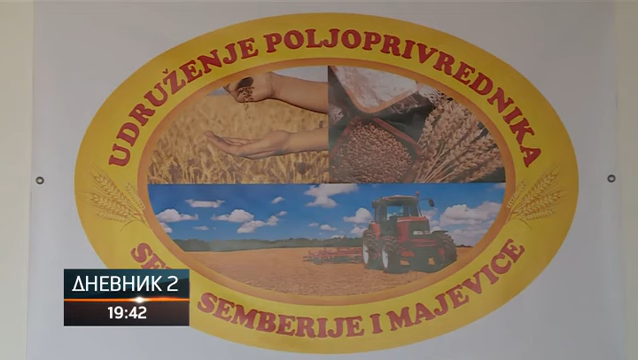 UDRUŽENJE POLJOPRIVREDNIKA
SEMBERIJE I MAJEVICE
ДНЕВНИК 2
19:42